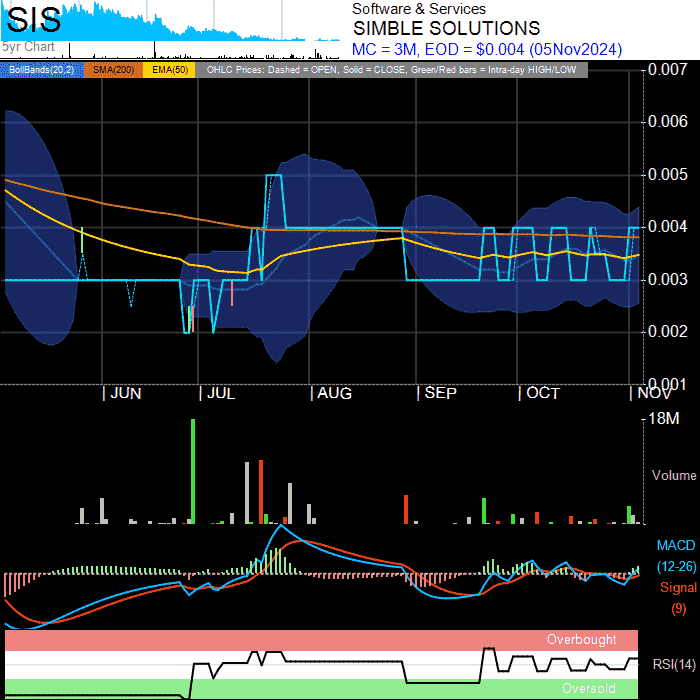 SIS
5yr Chart
Software & Services
SIMBLE SOLUTIONS
MC = 3M, EOD = $0.004 (05Nov2024)
BollBands(20,2) SMA(200) EMA(50) OHLC Prices: Dashed = OPEN, Solid = CLOSE, Green/Red bars = Intra-day HIGH/LOW
0.007
0.006
0.005
0.004
0.003
0.002
0.001
JUN JUL AUG SEP OCT NOV
18M
Volume
MACD
(12-26)
Signal
(9)
Overbought
RSI(14)
Oversold